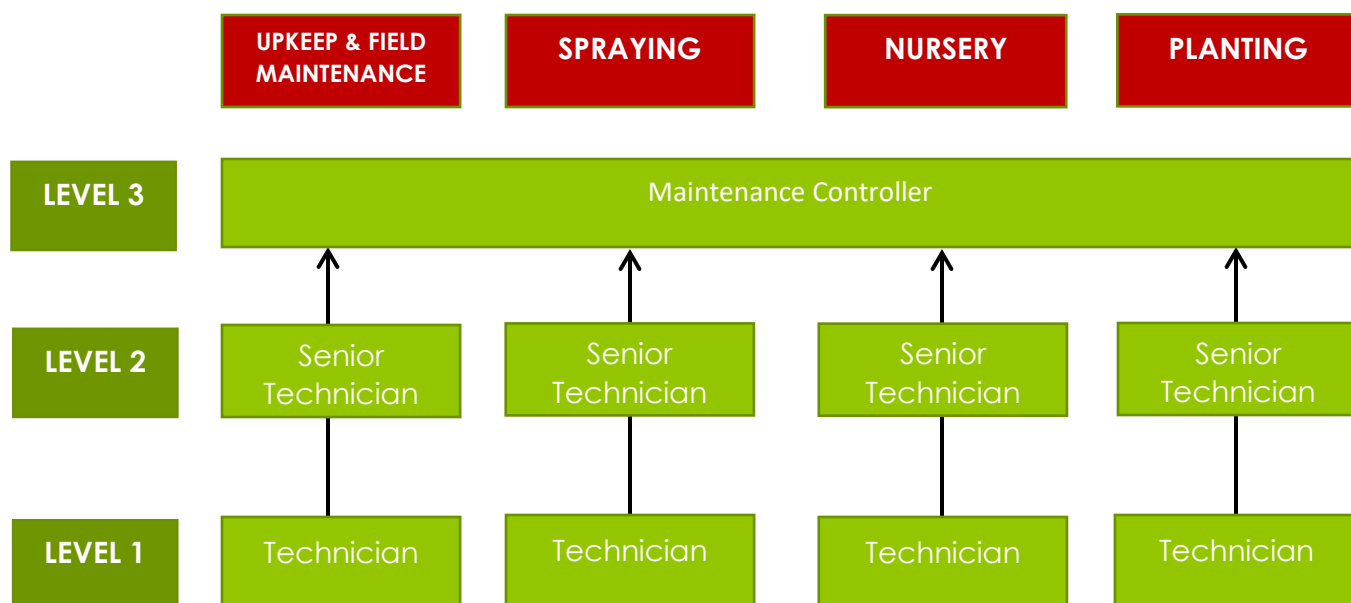 UPKEEP & FIELD
MAINTENANCE
SPRAYING
NURSERY
PLANTING
LEVEL 3
Maintenance Controller
LEVEL 2
Senior
Technician
Senior
Technician
Senior
Technician
Senior
Technician
LEVEL 1
Technician
Technician
Technician
Technician